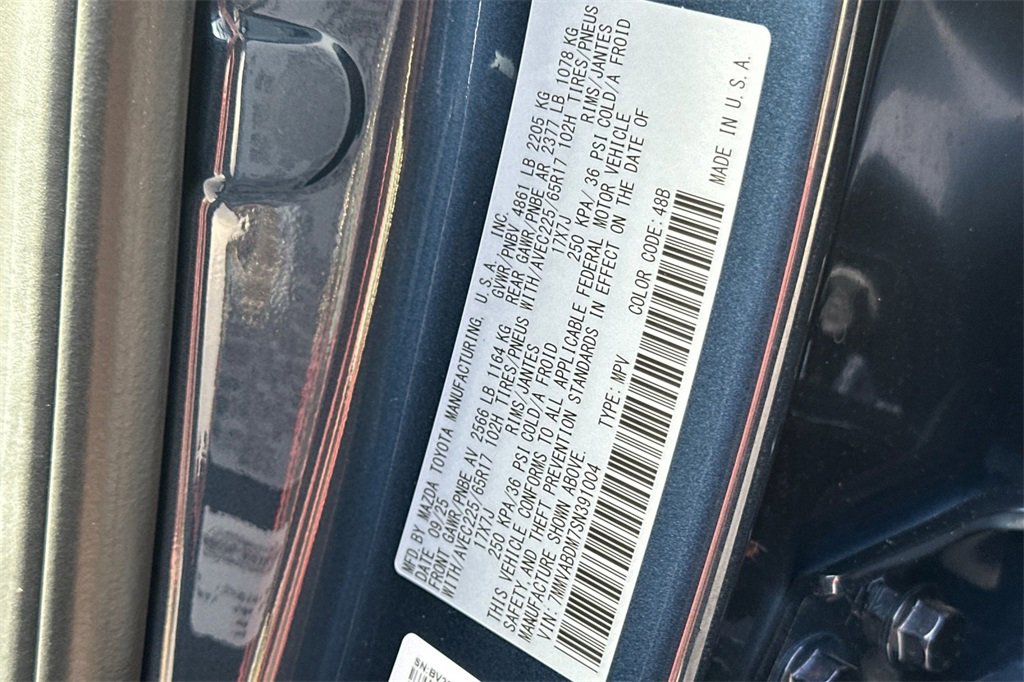 MFD. BY MAZDA TOYOTA MANUFACTURING, U.S.A. INC.
DATE 09/25 GVWR/PNBV 4861 LB 2205 KG
FRONT GAWR/PNBE AV 2566 LB 1164 KG REAR GAWR/PNBE AR 2377 LB 1078 KG
WITH/AVEC225/65R17 102H TIRES/PNEUS WITH/AVEC225/65R17 102H TIRES/PNEUS
17X7J RIMS/JANTES 17X7J RIMS/JANTES
250 KPA/36 PSI COLD/A FROID 250 KPA/36 PSI COLD/A FROID
THIS VEHICLE CONFORMS TO ALL APPLICABLE FEDERAL MOTOR VEHICLE
SAFETY, AND THEFT PREVENTION STANDARDS IN EFFECT ON THE DATE OF
MANUFACTURE SHOWN ABOVE.
VIN: 7MMVABDM7SN391004 TYPE: MPV COLOR CODE: 48B
MADE IN U.S.A.